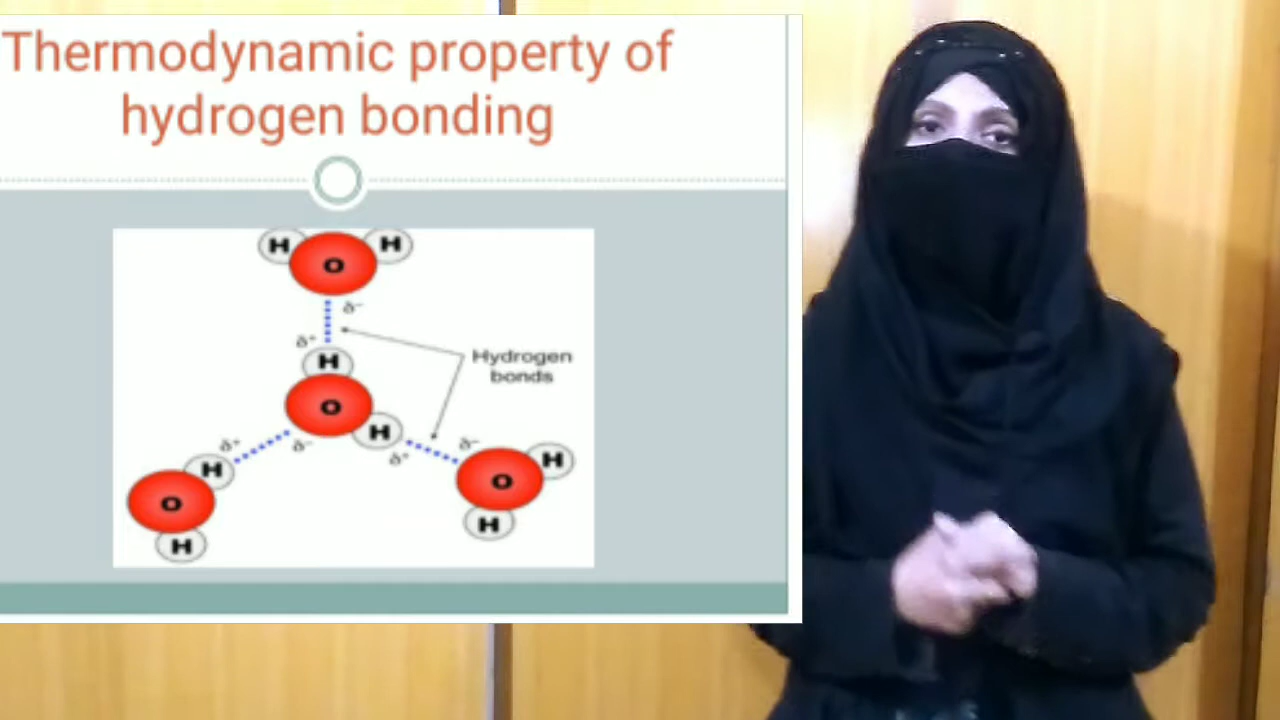 Thermodynamic property of
hydrogen bonding
H H
O
δ⁻
δ⁺
H
Hydrogen
bonds
O
H
δ⁺ δ⁻ δ⁻
δ⁺
H H
O O
H
H